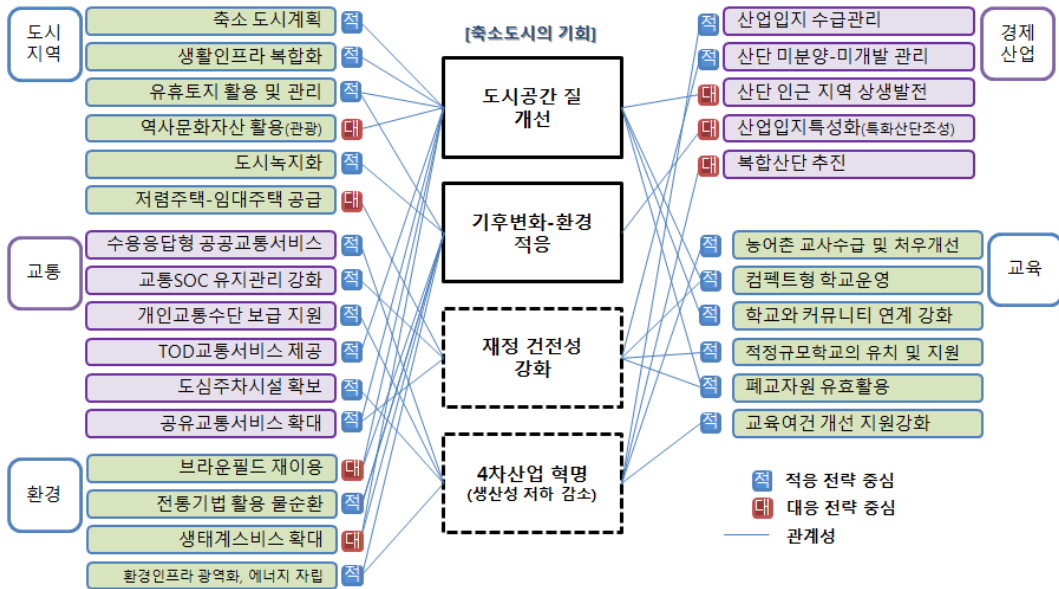 도시
지역
축소 도시계획
적
생활인프라 복합화
적
유휴토지 활용 및 관리
적
역사문화자산 활용(관광)
대
도시녹지화
적
저렴주택-임대주택 공급
대
교통
수용응답형 공공교통서비스
적
교통SOC 유지관리 강화
적
개인교통수단 보급 지원
적
TOD교통서비스 제공
적
도심주차시설 확보
적
공유교통서비스 확대
적
환경
브라운필드 재이용
대
전통기법 활용 물순환
적
생태계스비스 확대
대
환경인프라 광역화, 에너지 자립
적
[축소도시의 기회]
도시공간 질
개선
기후변화-환경
적응
재정 건전성
강화
4차산업 혁명
(생산성 저하 감소)
경제
산업
적
산업입지 수급관리
적
산단 미분양-미개발 관리
대
산단 인근 지역 상생발전
대
산업입지특성화(특화산단조성)
대
복합산단 추진
교육
적
농어촌 교사수급 및 처우개선
적
컴펙트형 학교운영
적
학교와 커뮤니티 연계 강화
적
적정규모학교의 유치 및 지원
적
폐교자원 유효활용
적
교육여건 개선 지원강화
적
적응 전략 중심
대
대응 전략 중심
관계성